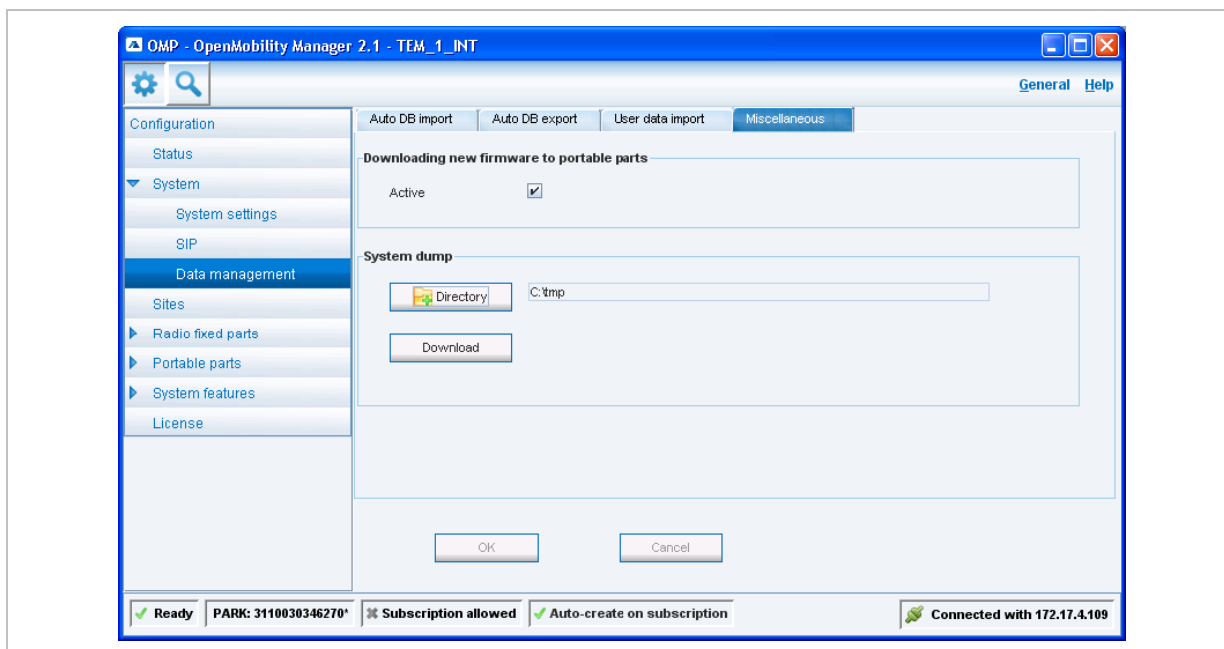 OMP - OpenMobility Manager 2.1 - TEM_1_INT
General Help
Configuration
Status
System
System settings
SIP
Data management
Sites
Radio fixed parts
Portable parts
System features
License
Auto DB import Auto DB export User data import Miscellaneous
Downloading new firmware to portable parts
Active
System dump
Directory C:\tmp
Download
OK Cancel
Ready PARK: 3110030346270* Subscription allowed Auto-create on subscription Connected with 172.17.4.109